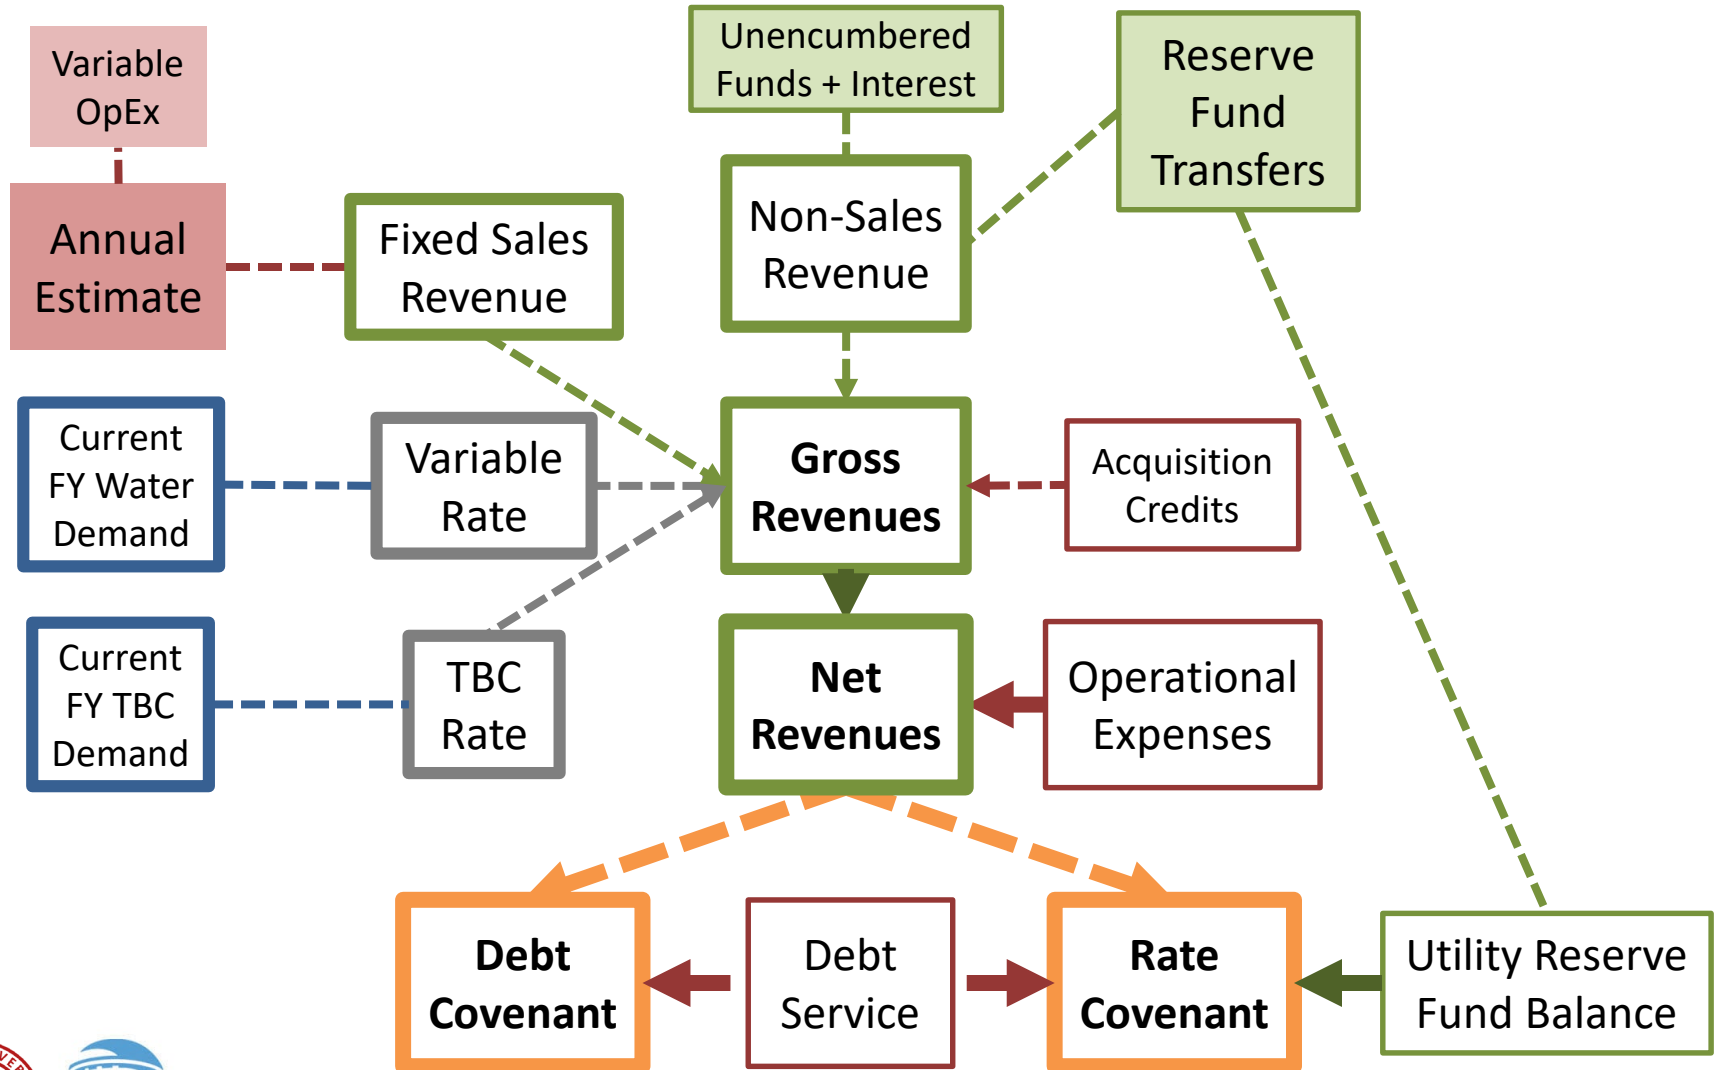 Variable
OpEx
Unencumbered
Funds + Interest
Reserve
Fund
Transfers
Annual
Estimate
Fixed Sales
Revenue
Non-Sales
Revenue
Current
FY Water
Demand
Variable
Rate
Gross
Revenues
Acquisition
Credits
Current
FY TBC
Demand
TBC
Rate
Net
Revenues
Operational
Expenses
Debt
Covenant
Debt
Service
Rate
Covenant
Utility Reserve
Fund Balance